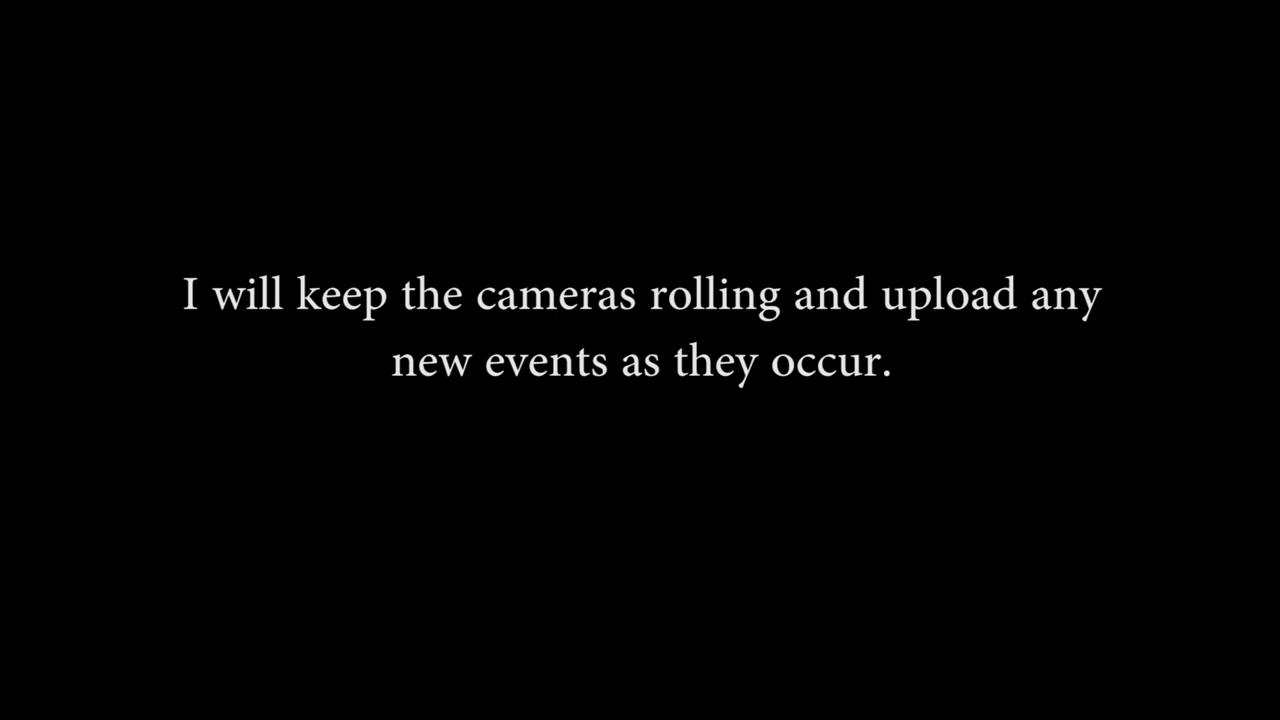 I will keep the cameras rolling and upload any
new events as they occur.